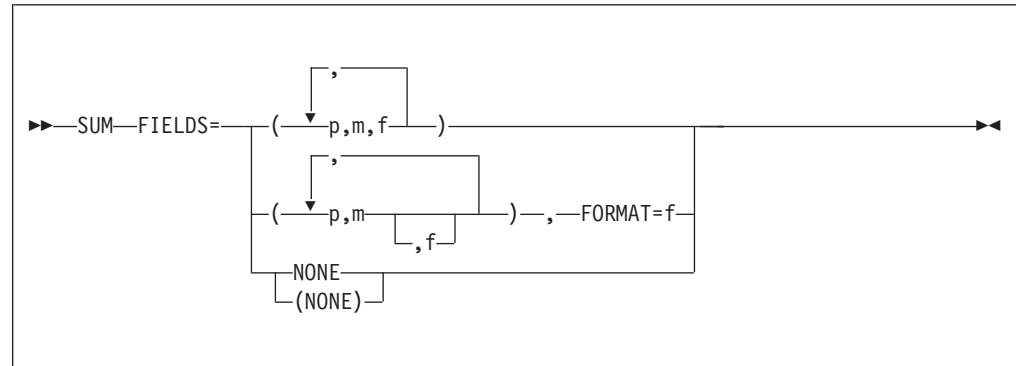 ,
SUM FIELDS= ( p,m,f )
,
( p,m ) , FORMAT=f
,f
NONE
(NONE)